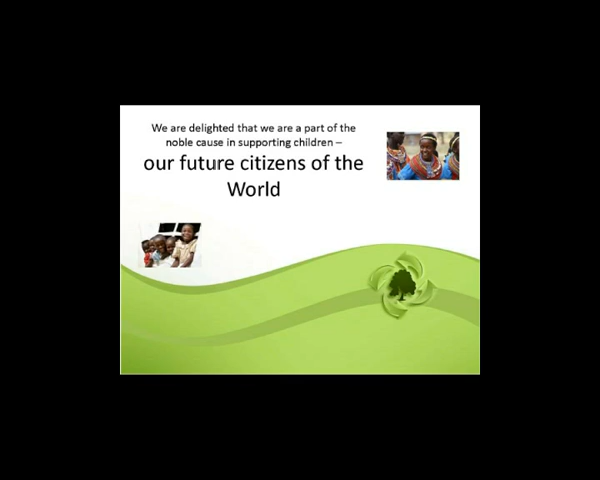 We are delighted that we are a part of the
noble cause in supporting children –
our future citizens of the
World